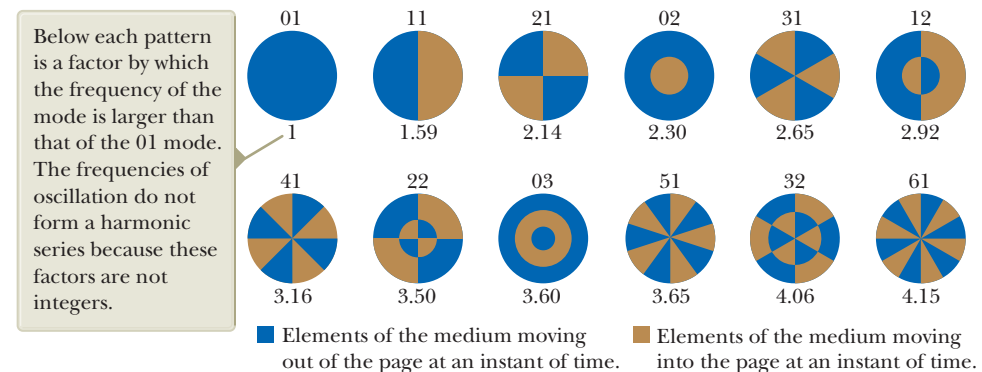 Below each pattern
is a factor by which
the frequency of the
mode is larger than
that of the 01 mode.
The frequencies of
oscillation do not
form a harmonic
series because these
factors are not
integers.
01 11 21 02 31 12
1 1.59 2.14 2.30 2.65 2.92
41 22 03 51 32 61
3.16 3.50 3.60 3.65 4.06 4.15
Elements of the medium moving
out of the page at an instant of time.
Elements of the medium moving
into the page at an instant of time.